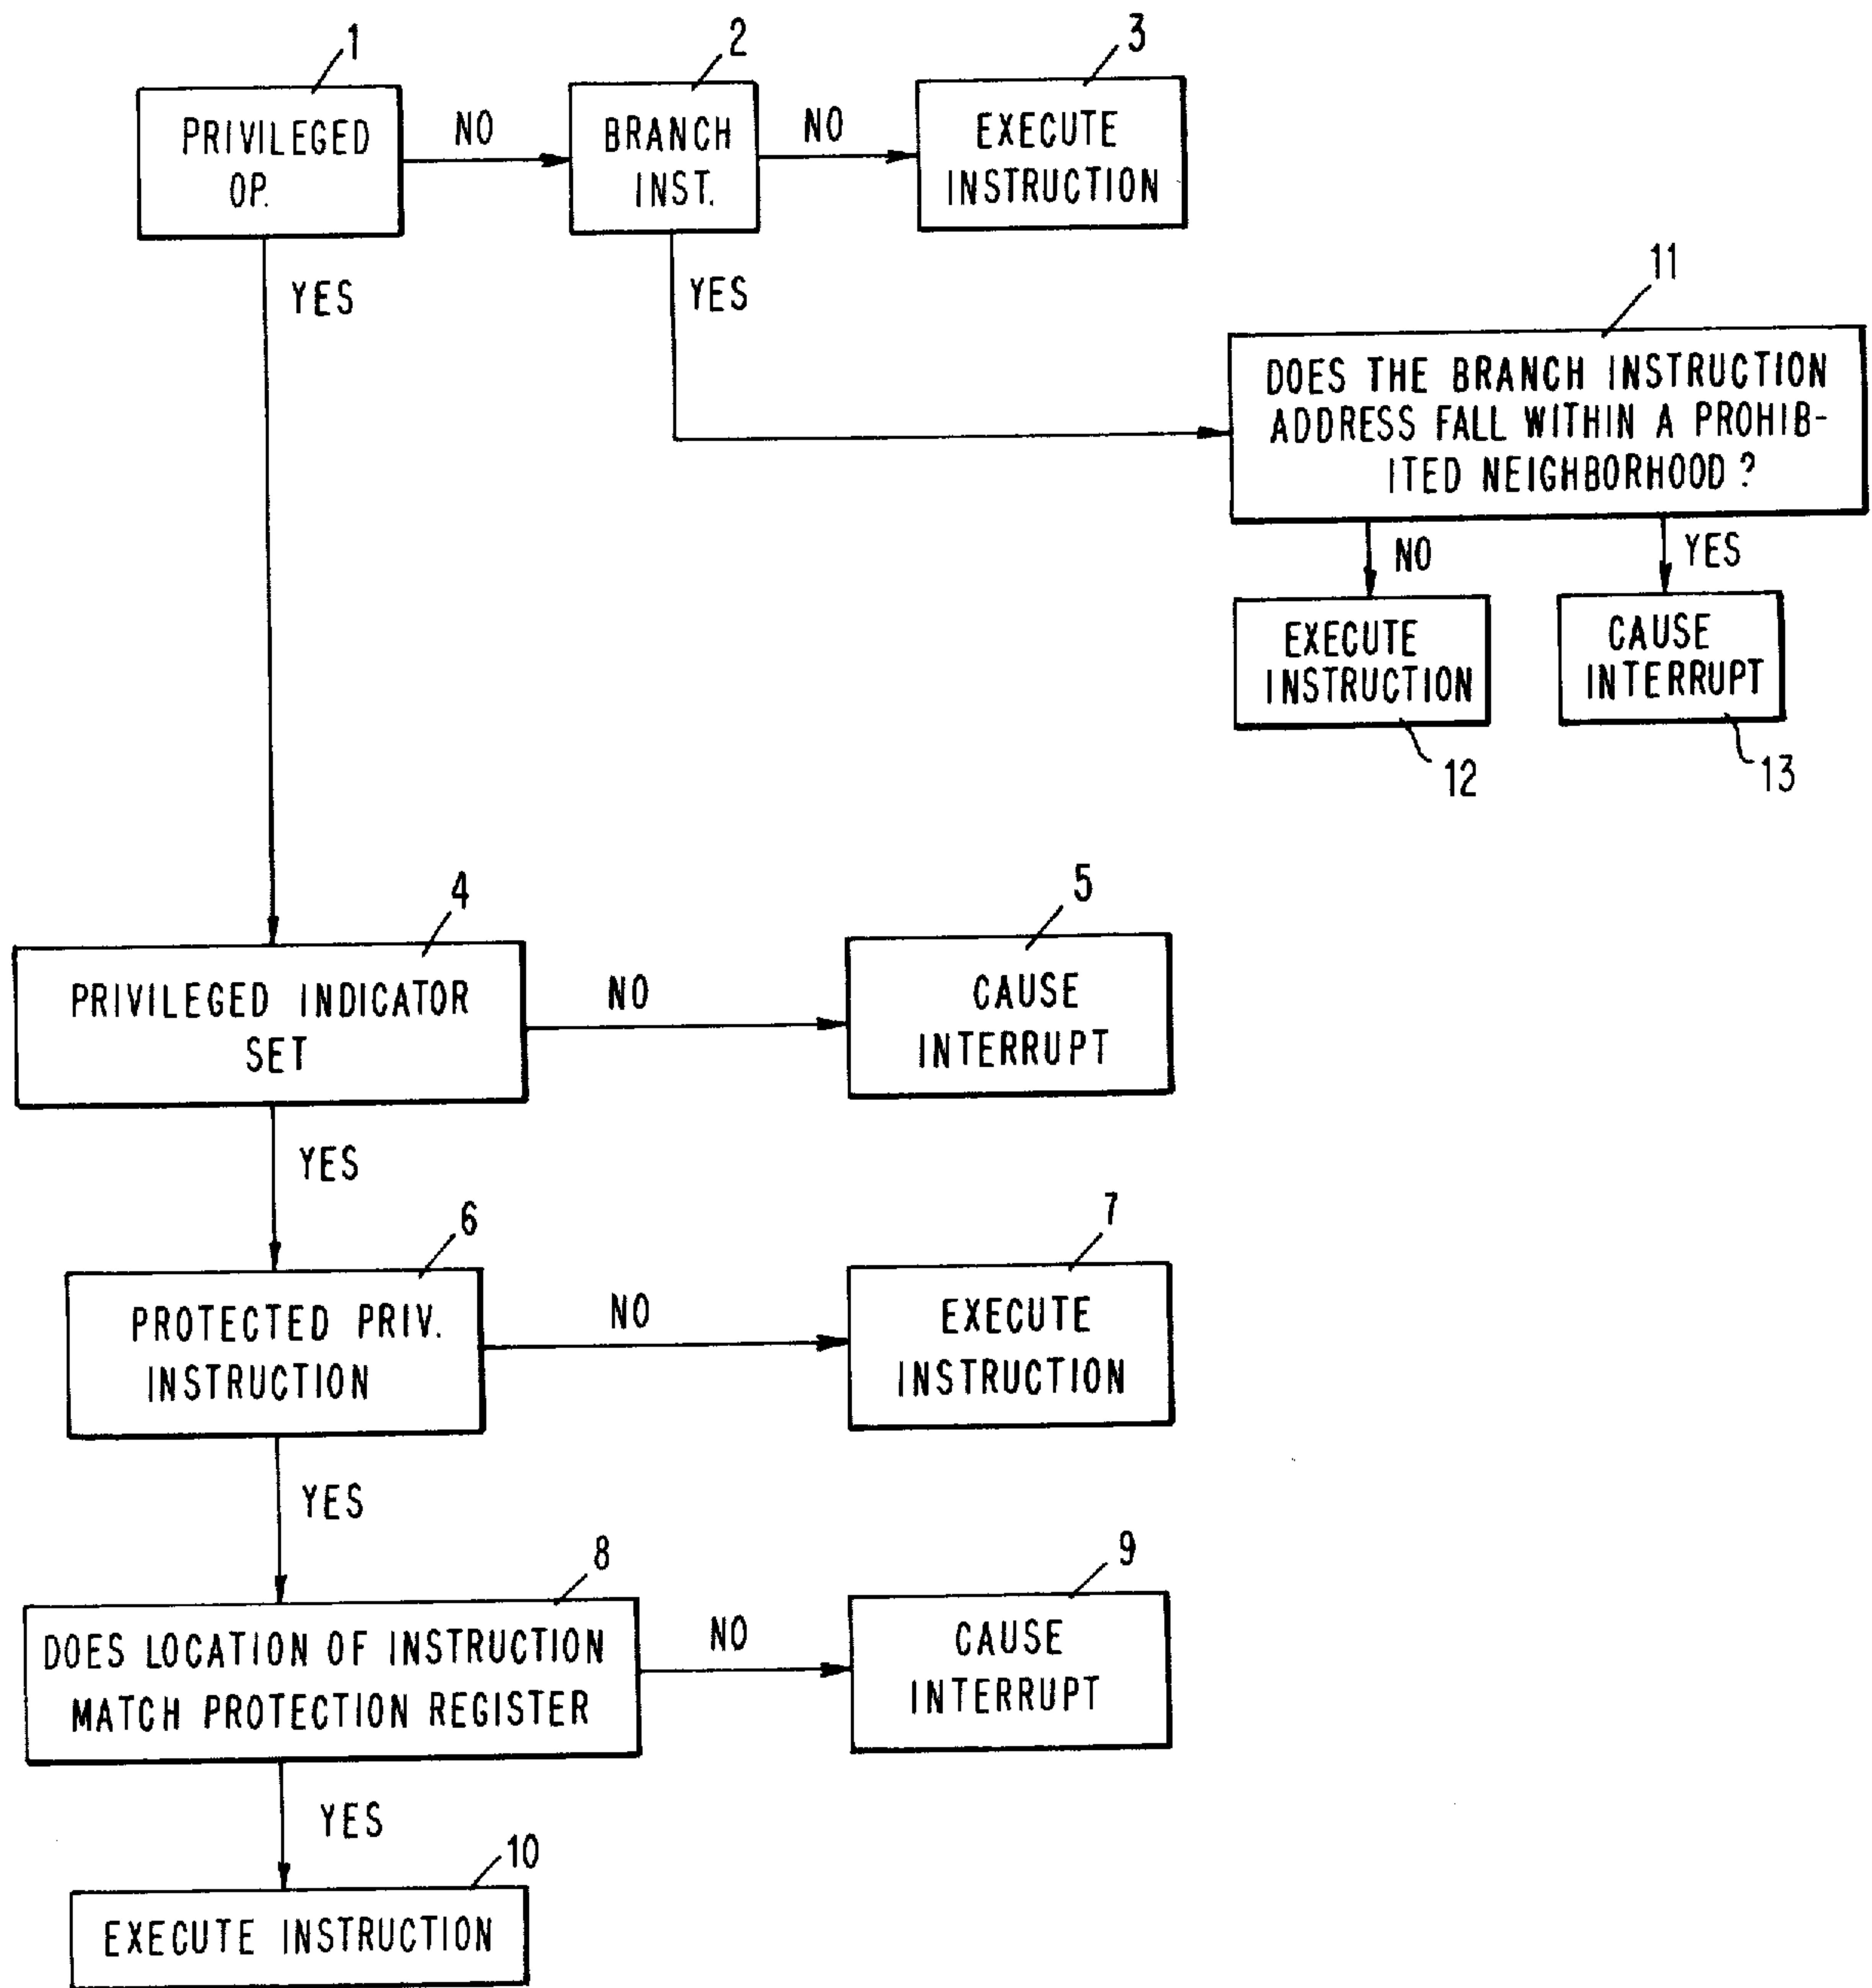 1
2
3
PRIVILEGED
OP.
NO
BRANCH
INST.
NO
EXECUTE
INSTRUCTION
YES
YES
11
DOES THE BRANCH INSTRUCTION
ADDRESS FALL WITHIN A PROHIB-
ITED NEIGHBORHOOD ?
NO
YES
EXECUTE
INSTRUCTION
CAUSE
INTERRUPT
12
13
4
5
PRIVILEGED INDICATOR
SET
NO
CAUSE
INTERRUPT
YES
6
7
PROTECTED PRIV.
INSTRUCTION
NO
EXECUTE
INSTRUCTION
YES
8
9
DOES LOCATION OF INSTRUCTION
MATCH PROTECTION REGISTER
NO
CAUSE
INTERRUPT
YES
10
EXECUTE INSTRUCTION